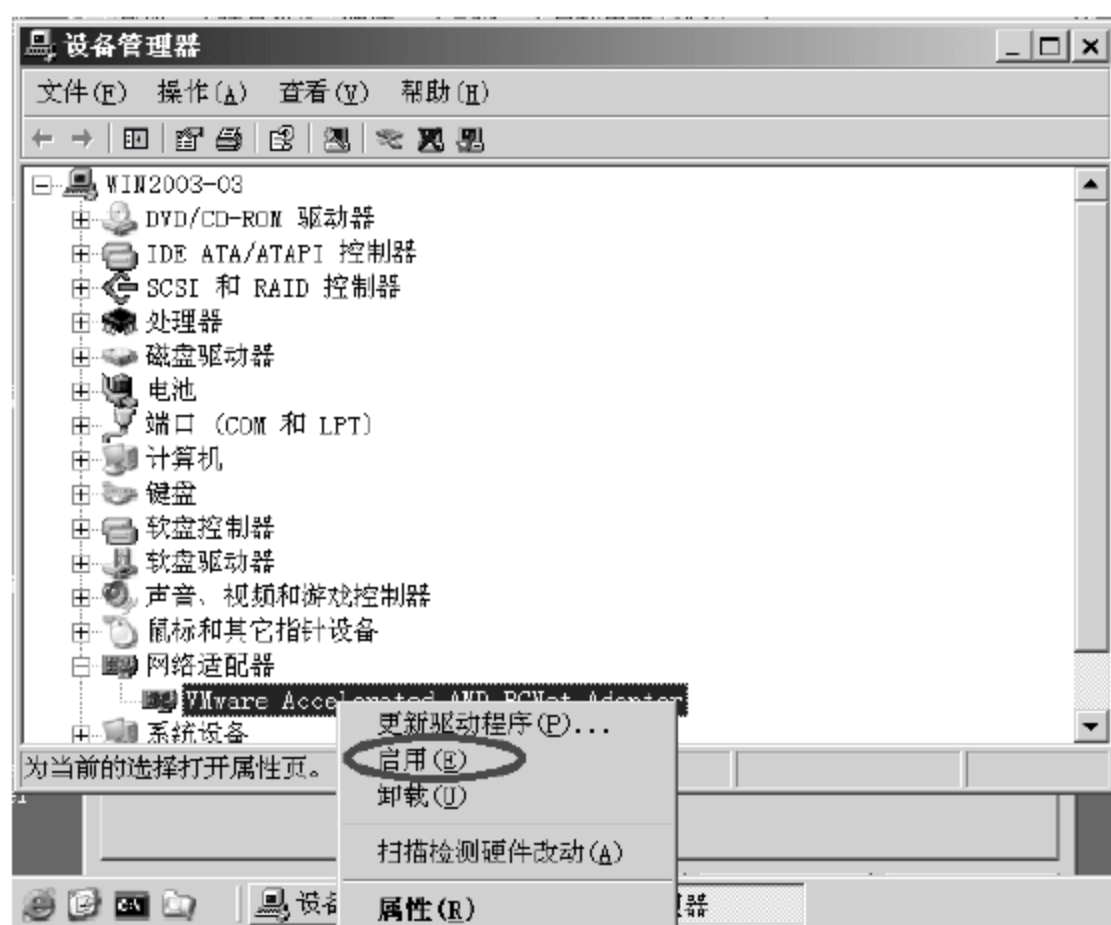 设备管理器
文件(F) 操作(A) 查看(V) 帮助(H)
WIN2003-03
DVD/CD-ROM 驱动器
IDE ATA/ATAPI 控制器
SCSI 和 RAID 控制器
处理器
磁盘驱动器
电池
端口 (COM 和 LPT)
计算机
键盘
软盘控制器
软盘驱动器
声音、视频和游戏控制器
鼠标和其它指针设备
网络适配器
VMware Accelerated AMD PCNet Adapter
系统设备
更新驱动程序(P)...
启用(E)
卸载(U)
扫描检测硬件改动(A)
属性(R)
为当前的选择打开属性页。
设备
器